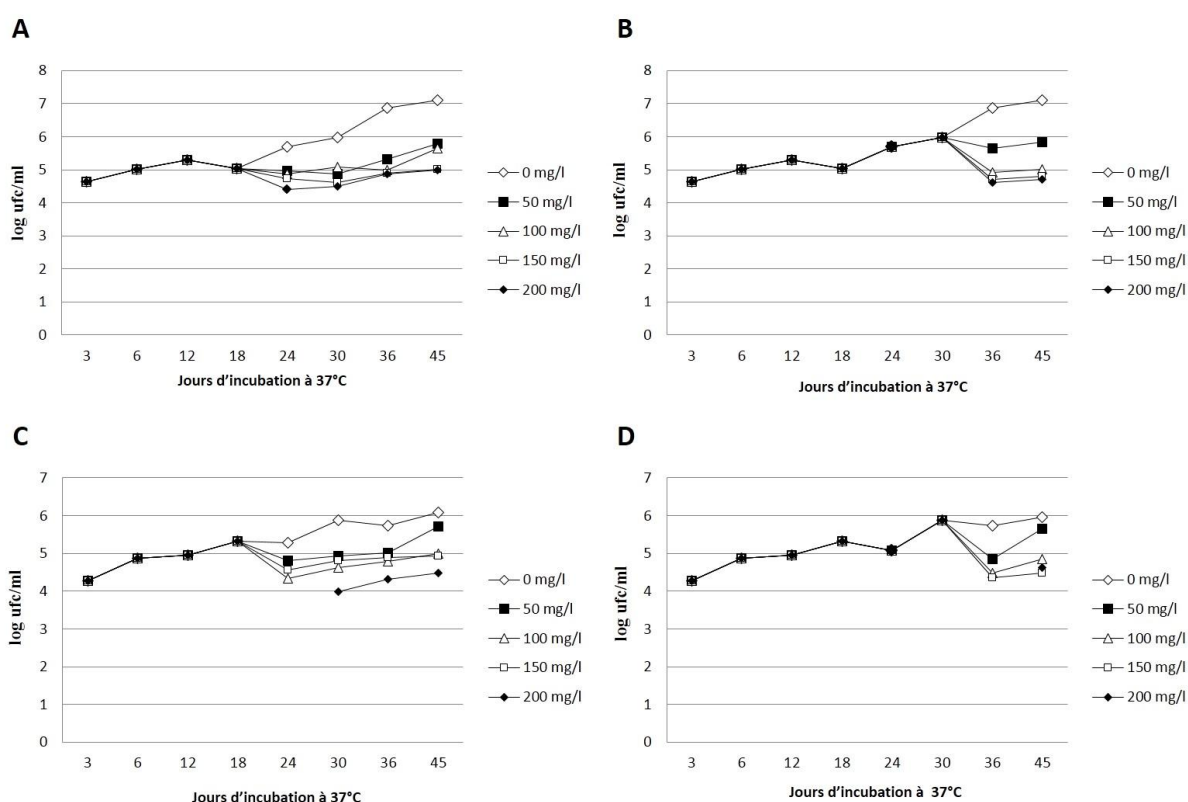 A
8
7
6
5
4
3
2
1
0
log ufc/ml
3 6 12 18 24 30 36 45
Jours d’incubation à 37°C
0 mg/l
50 mg/l
100 mg/l
150 mg/l
200 mg/l
B
8
7
6
5
4
3
2
1
0
log ufc/ml
3 6 12 18 24 30 36 45
Jours d’incubation à 37°C
0 mg/l
50 mg/l
100 mg/l
150 mg/l
200 mg/l
C
7
6
5
4
3
2
1
0
log ufc/ml
3 6 12 18 24 30 36 45
Jours d’incubation à 37°C
0 mg/l
50 mg/l
100 mg/l
150 mg/l
200 mg/l
D
7
6
5
4
3
2
1
0
log ufc/ml
3 6 12 18 24 30 36 45
Jours d’incubation à 37°C
0 mg/l
50 mg/l
100 mg/l
150 mg/l
200 mg/l